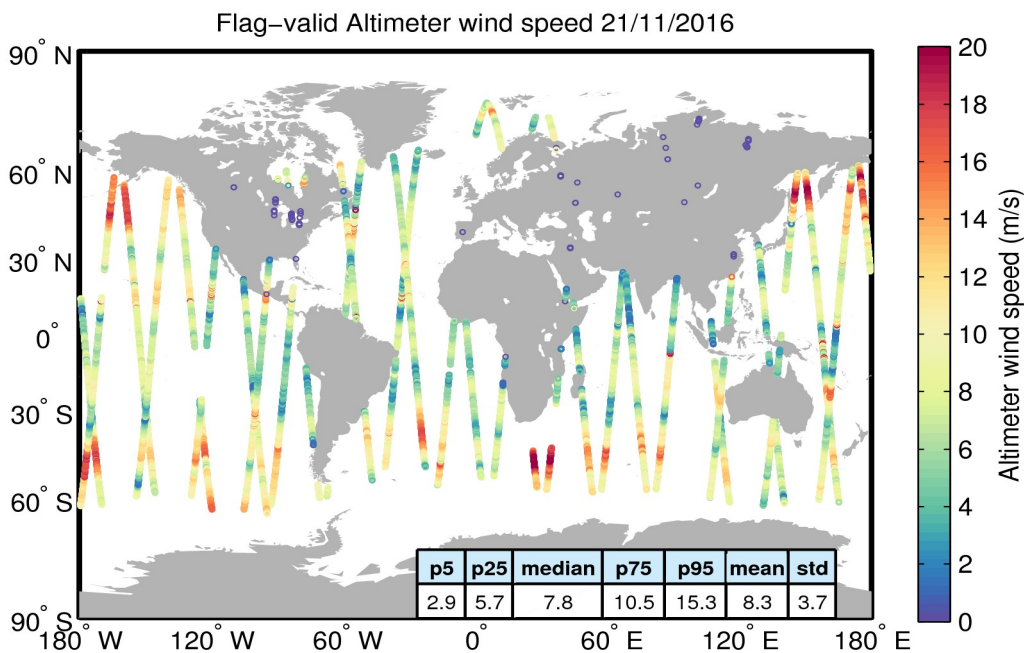 Flag−valid Altimeter wind speed 21/11/2016
90° N
60° N
30° N
0°
30° S
60° S
90° S
180° W
120° W
60° W
0°
60° E
120° E
180° E
p5 p25 median p75 p95 mean std
2.9 5.7 7.8 10.5 15.3 8.3 3.7
20
18
16
14
12
10
8
6
4
2
0
Altimeter wind speed (m/s)